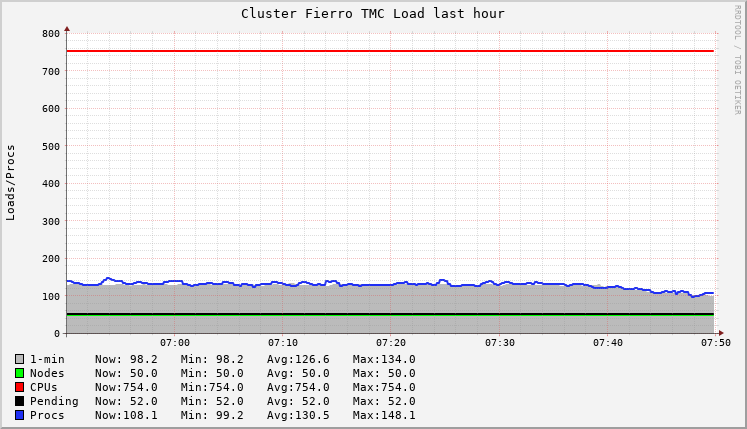 Cluster Fierro TMC Load last hour
RRDTOOL / TOBI OETIKER
Loads/Procs
800
700
600
500
400
300
200
100
0
07:00 07:10 07:20 07:30 07:40 07:50
1-min Now: 98.2 Min: 98.2 Avg:126.6 Max:134.0
Nodes Now: 50.0 Min: 50.0 Avg: 50.0 Max: 50.0
CPUs Now:754.0 Min:754.0 Avg:754.0 Max:754.0
Pending Now: 52.0 Min: 52.0 Avg: 52.0 Max: 52.0
Procs Now:108.1 Min: 99.2 Avg:130.5 Max:148.1